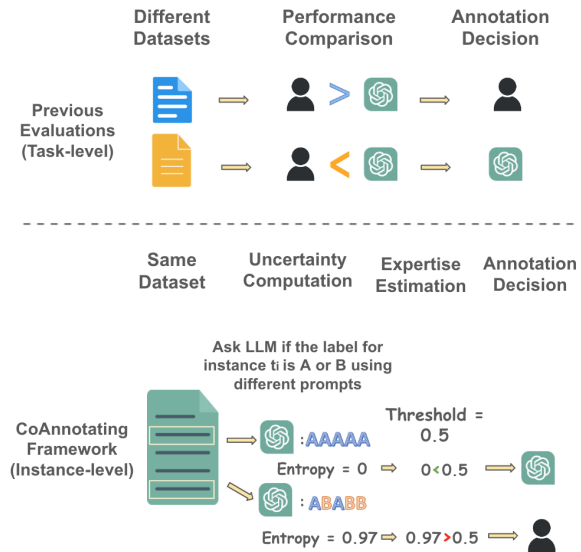 Different
Datasets
Performance
Comparison
Annotation
Decision
Previous
Evaluations
(Task-level)
>
<
Same
Dataset
Uncertainty
Computation
Expertise
Estimation
Annotation
Decision
Ask LLM if the label for
instance ti is A or B using
different prompts
CoAnnotating
Framework
(Instance-level)
: AAAAA
Threshold =
0.5
Entropy = 0
0<0.5
: ABABB
Entropy = 0.97
0.97>0.5